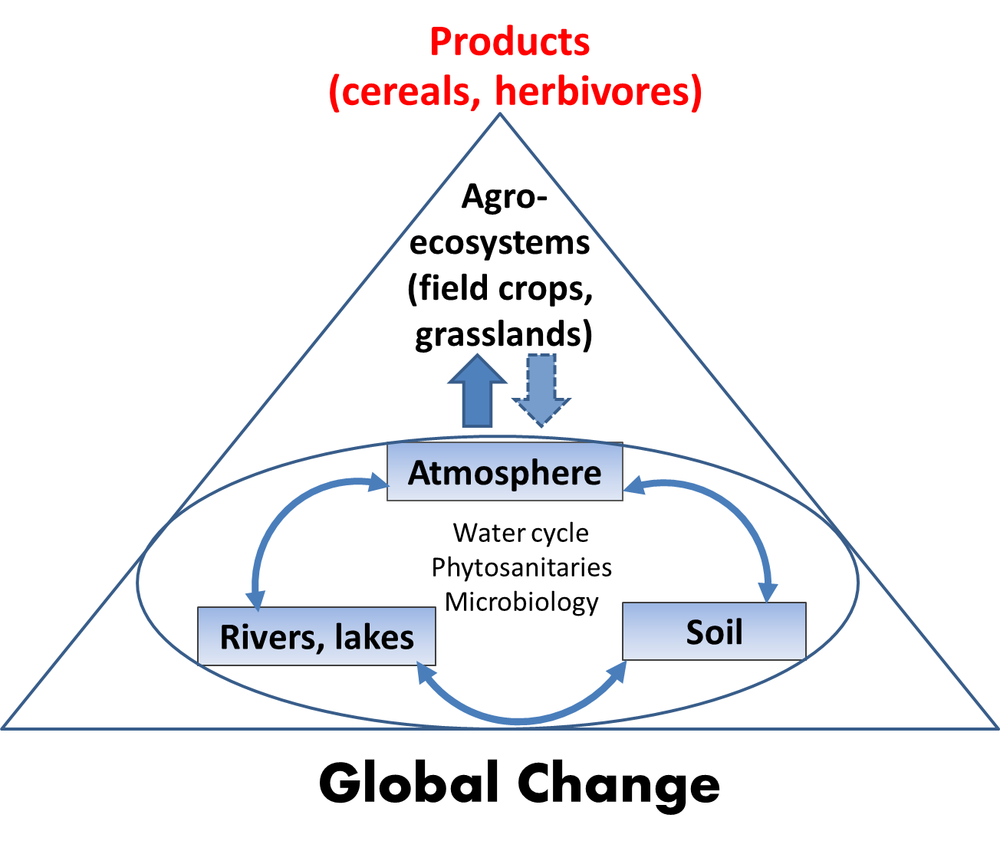 Products
(cereals, herbivores)
Agro-
ecosystems
(field crops,
grasslands)
Atmosphere
Water cycle
Phytosanitaries
Microbiology
Rivers, lakes
Soil
Global Change